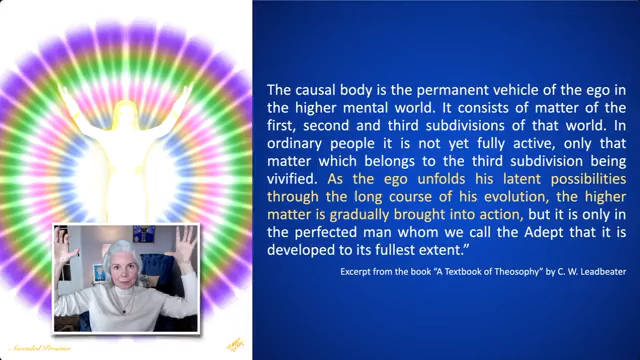 The causal body is the permanent vehicle of the ego in
the higher mental world. It consists of matter of the
first, second and third subdivisions of that world. In
ordinary people it is not yet fully active, only that
matter which belongs to the third subdivision being
vivified. As the ego unfolds his latent possibilities
through the long course of his evolution, the higher
matter is gradually brought into action, but it is only in
the perfected man whom we call the Adept that it is
developed to its fullest extent.”
Excerpt from the book “A Textbook of Theosophy” by C. W. Leadbeater
Ascended Presence